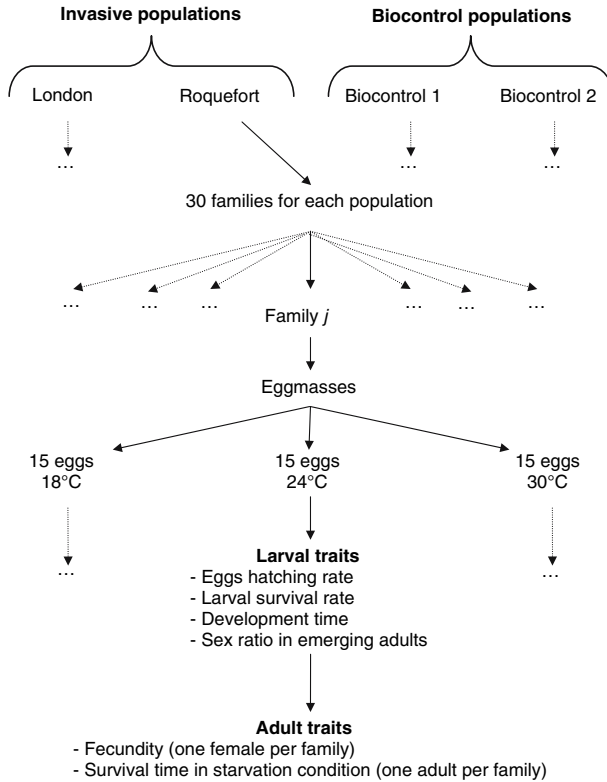 Invasive populations
Biocontrol populations
London
Roquefort
Biocontrol 1
Biocontrol 2
...
...
...
30 families for each population
...
...
...
...
...
...
Family j
Eggmasses
15 eggs
18°C
15 eggs
24°C
15 eggs
30°C
...
...
Larval traits
- Eggs hatching rate
- Larval survival rate
- Development time
- Sex ratio in emerging adults
Adult traits
- Fecundity (one female per family)
- Survival time in starvation condition (one adult per family)